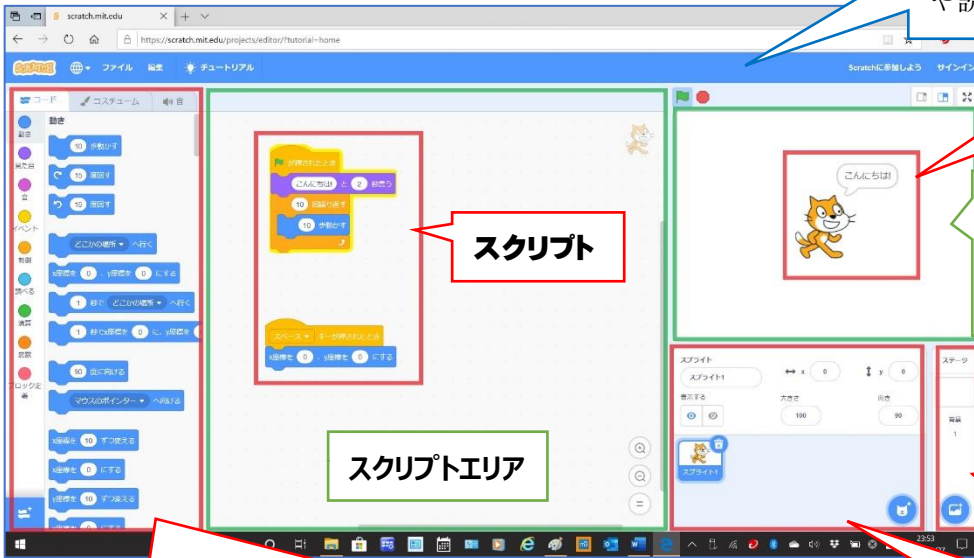 や説
scratch.mit.edu
https://scratch.mit.edu/projects/editor/?tutorial=home
SCRATCH
ファイル
編集
チュートリアル
Scratchに参加しよう
サインイン
コード
コスチューム
音
動き
見た目
音
イベント
制御
調べる
演算
変数
ブロック定義
動き
10 歩動かす
15 度回す
15 度回す
どこかの場所 へ行く
x座標を 0 、y座標を 0 にする
1 秒で どこかの場所 へ行く
1 秒でx座標を 0 に、y座標を
90 度に向ける
マウスのポインター へ向ける
x座標を 10 ずつ変える
x座標を 0 にする
y座標を 10 ずつ変える
y座標を 0 にする
が押されたとき
こんにちは! と 2 秒言う
10 回繰り返す
10 歩動かす
スペース キーが押されたとき
x座標を 0 、y座標を 0 にする
スクリプト
スクリプトエリア
こんにちは!
スプライト
スプライト1
x 0
y 0
表示する
大きさ
100
向き
90
スプライト1
ステージ
背景
1
23:53